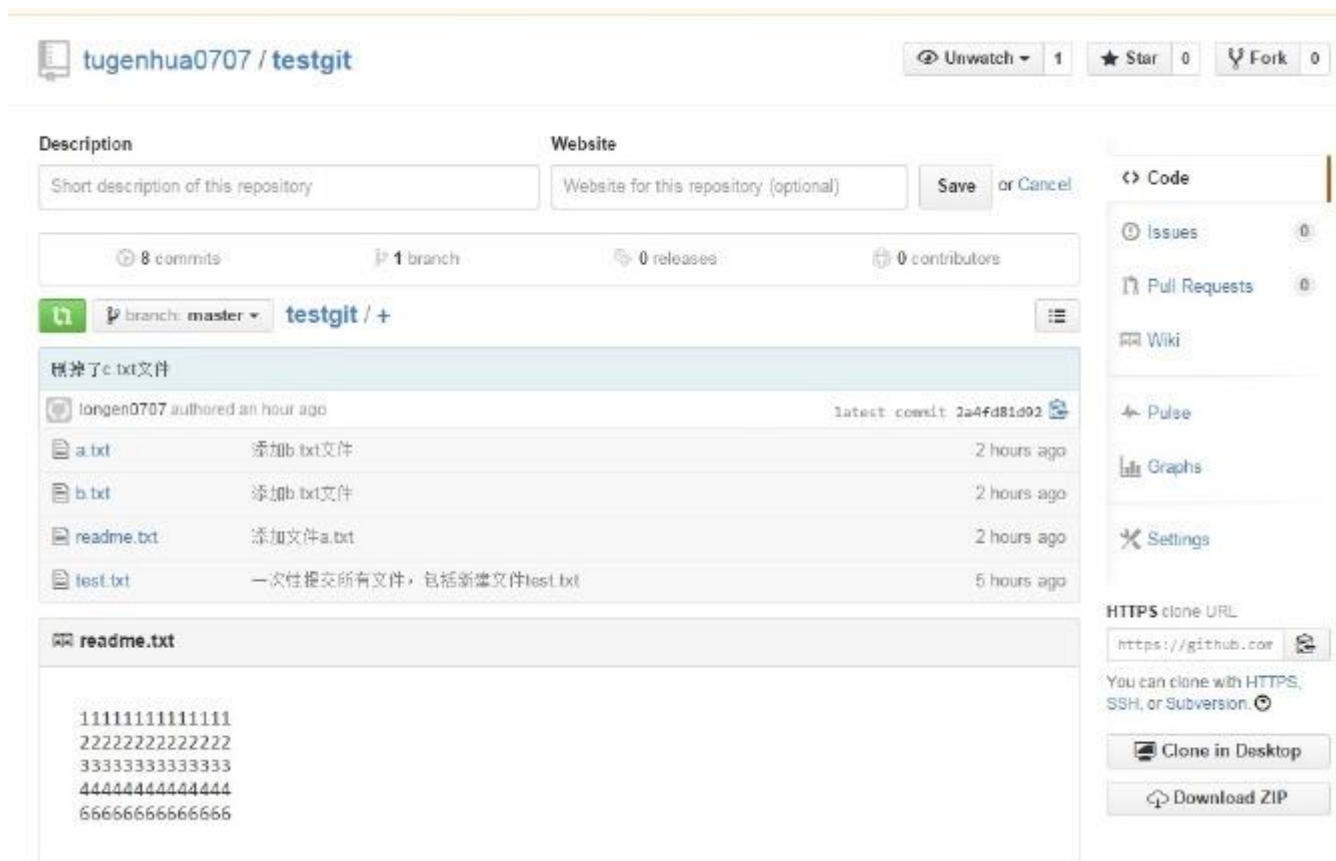 tugenhua0707 / testgit
Unwatch 1 Star 0 Fork 0
Description Website
Short description of this repository Website for this repository (optional) Save or Cancel
8 commits 1 branch 0 releases 0 contributors
branch: master testgit / +
删掉了c.txt文件
longen0707 authored an hour ago latest commit 2a4fd81d92
a.txt 添加b.txt文件 2 hours ago
b.txt 添加b.txt文件 2 hours ago
readme.txt 添加文件a.txt 2 hours ago
test.txt 一次性提交所有文件，包括新建文件test.txt 5 hours ago
readme.txt
11111111111111
22222222222222
33333333333333
44444444444444
66666666666666
Code
Issues 0
Pull Requests 0
Wiki
Pulse
Graphs
Settings
HTTPS clone URL
https://github.com
You can clone with HTTPS,
SSH, or Subversion.
Clone in Desktop
Download ZIP